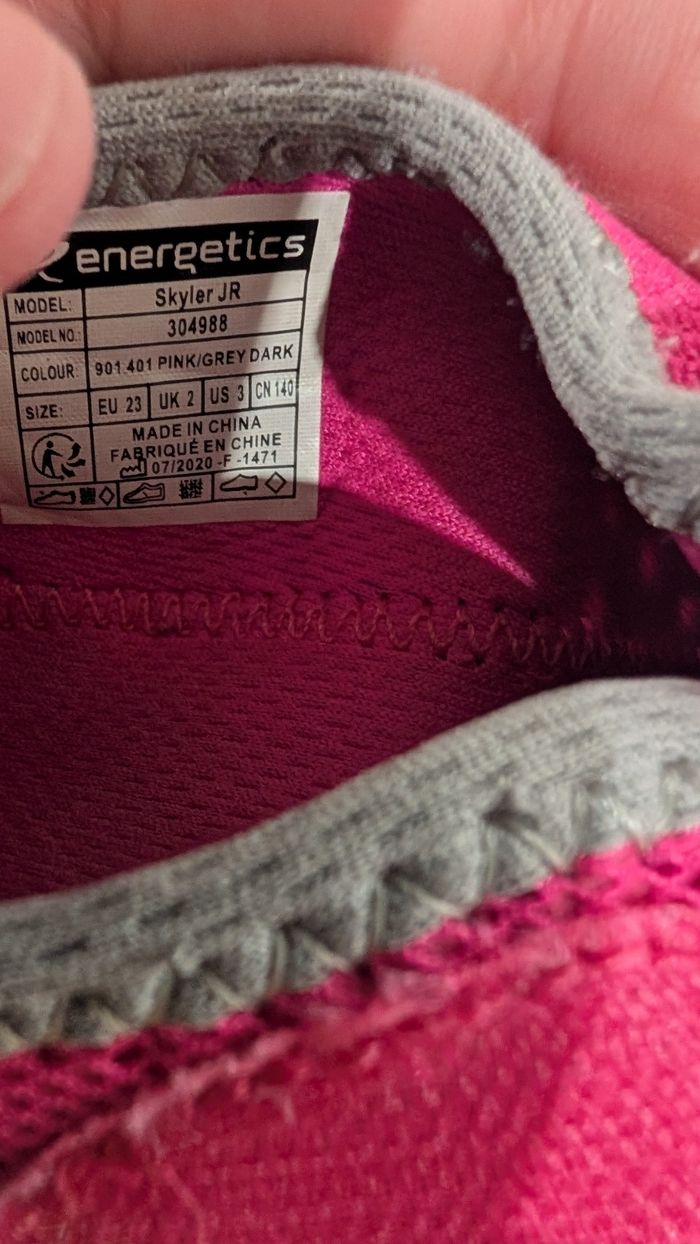 energetics
MODEL: Skyler JR
MODEL NO.: 304988
COLOUR: 901 401 PINK/GREY DARK
SIZE: EU 23 UK 2 US 3 CN 140
MADE IN CHINA
FABRIQUÉ EN CHINE
07/2020 -F -1471